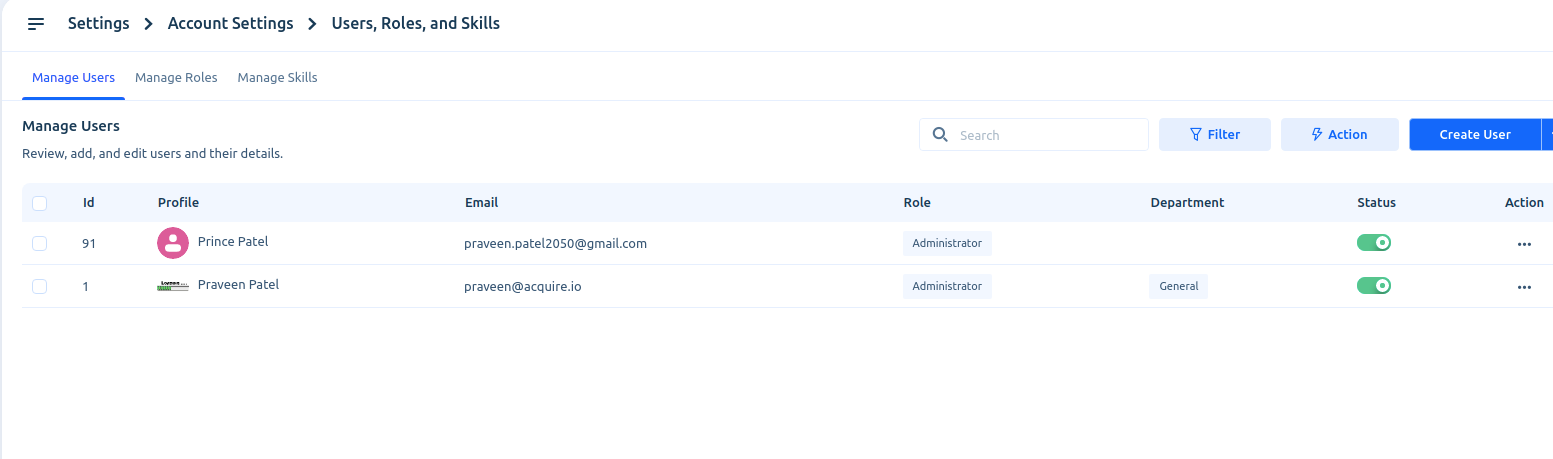 Settings > Account Settings > Users, Roles, and Skills
Manage Users Manage Roles Manage Skills
Manage Users
Review, add, and edit users and their details.
Search Filter Action Create User
Id Profile Email Role Department Status Action
91 Prince Patel praveen.patel2050@gmail.com Administrator
1 Praveen Patel praveen@acquire.io Administrator General